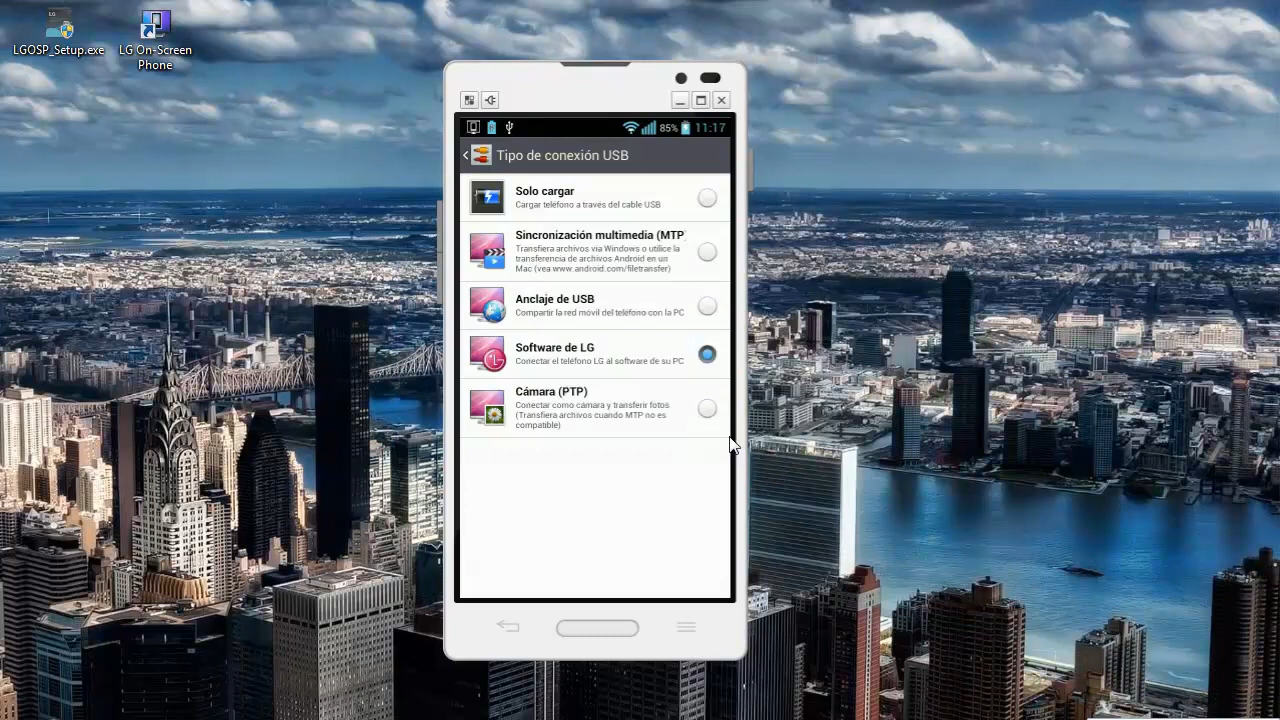 LGOSP_Setup.exe
LG On-Screen
Phone
85% 11:17
Tipo de conexión USB
Solo cargar
Cargar teléfono a través del cable USB
Sincronización multimedia (MTP
Transfiera archivos via Windows o utilice la
transferencia de archivos Android en un
Mac (vea www.android.com/filetransfer)
Anclaje de USB
Compartir la red móvil del teléfono con la PC
Software de LG
Conectar el teléfono LG al software de su PC
Cámara (PTP)
Conectar como cámara y transferir fotos
(Transfiera archivos cuando MTP no es
compatible)